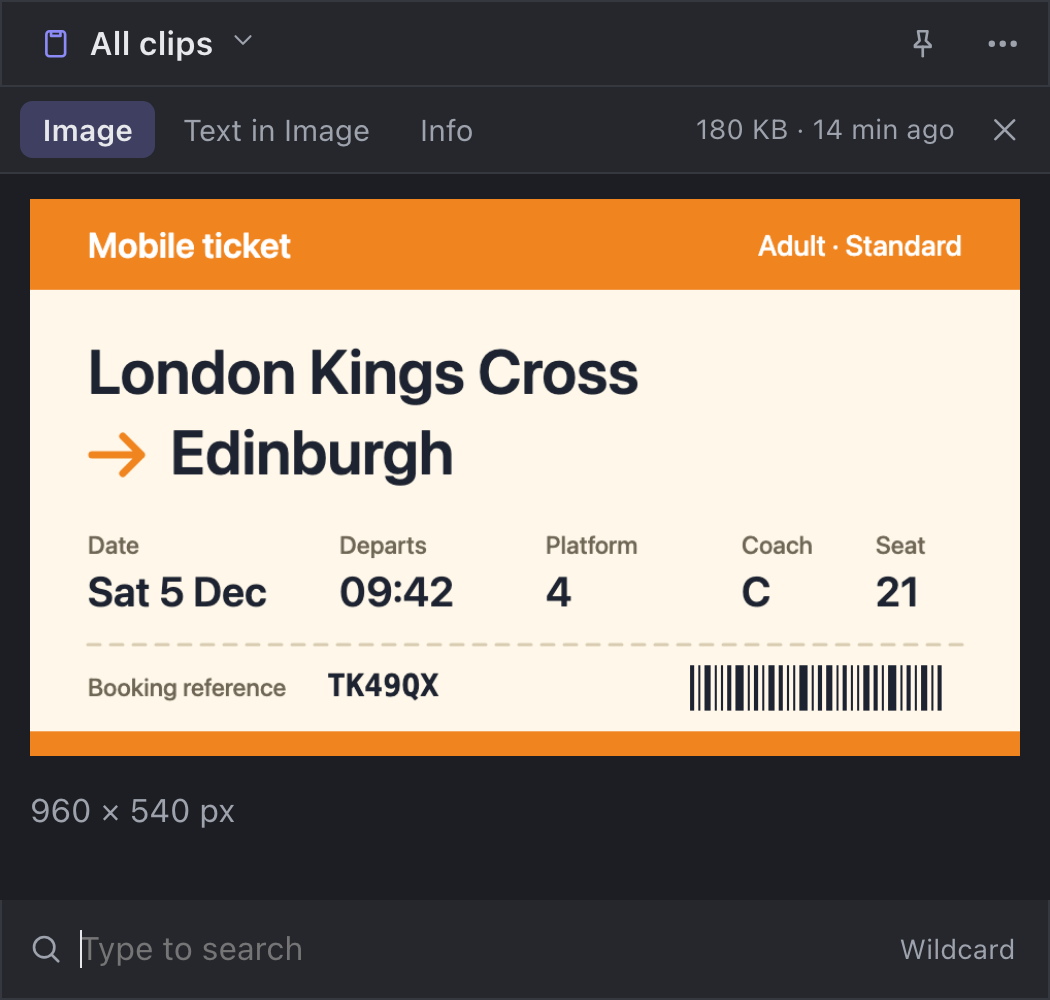 All clips
Image Text in Image Info 180 KB · 14 min ago
Mobile ticket Adult · Standard
London Kings Cross
→ Edinburgh
Date Departs Platform Coach Seat
Sat 5 Dec 09:42 4 C 21
Booking reference TK49QX
960 × 540 px
Type to search Wildcard